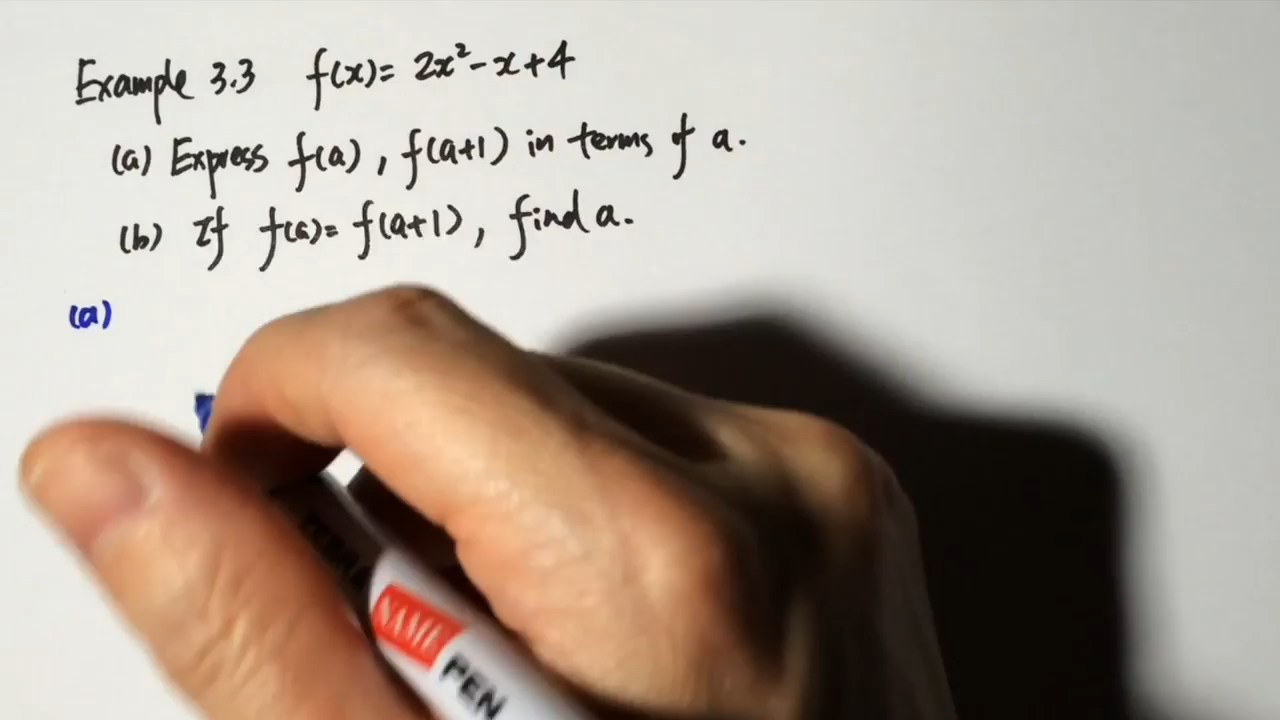 Example 3.3 f(x)= 2x²-x+4
(a) Express f(a), f(a+1) in terms of a.
(b) If f(a)= f(a+1), find a.
(a)
NAME
PEN